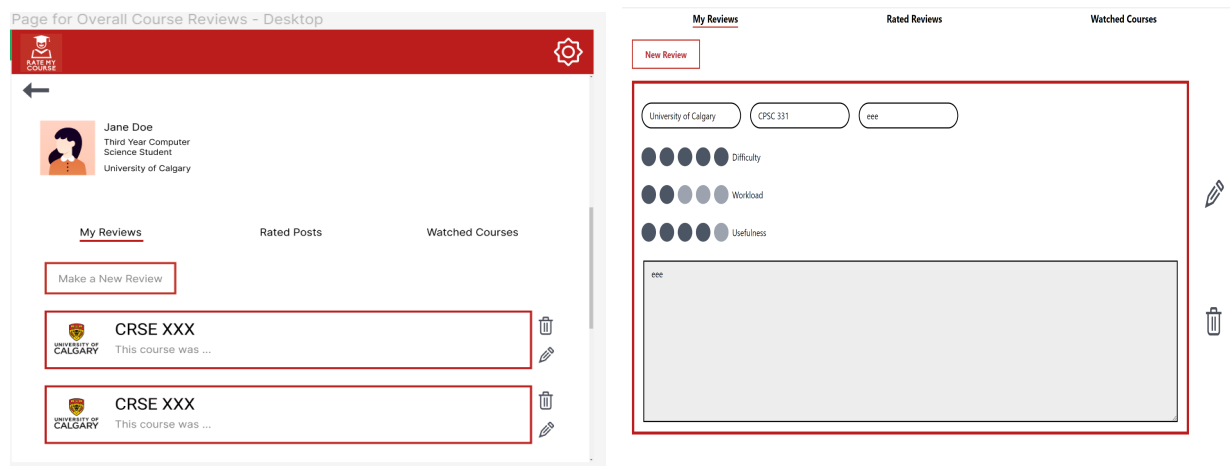 Page for Overall Course Reviews - Desktop
RATE MY
COURSE
Jane Doe
Third Year Computer
Science Student
University of Calgary
My Reviews
Rated Posts
Watched Courses
Make a New Review
UNIVERSITY OF
CALGARY
CRSE XXX
This course was ...
UNIVERSITY OF
CALGARY
CRSE XXX
This course was ...
My Reviews
Rated Reviews
Watched Courses
New Review
University of Calgary
CPSC 331
eee
Difficulty
Workload
Usefulness
eee